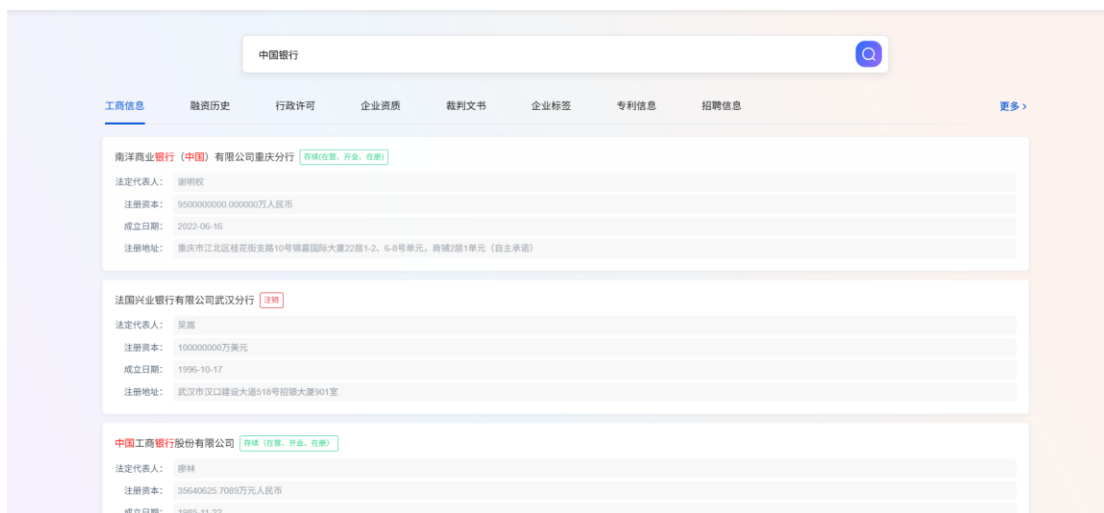 中国银行
工商信息 融资历史 行政许可 企业资质 裁判文书 企业标签 专利信息 招聘信息 更多 >
南洋商业银行（中国）有限公司重庆分行 存续(在营、开业、在册)
法定代表人： 谢明权
注册资本： 9500000000.000000万人民币
成立日期： 2022-06-16
注册地址： 重庆市江北区桂花街支路10号锦嘉国际大厦22层1-2、6-8号单元，商铺2层1单元（自主承诺）
法国兴业银行有限公司武汉分行 注销
法定代表人： 吴嵩
注册资本： 100000000万美元
成立日期： 1996-10-17
注册地址： 武汉市汉口建设大道518号招银大厦901室
中国工商银行股份有限公司 存续（在营、开业、在册）
法定代表人： 廖林
注册资本： 35640625.7089万元人民币
成立日期： 1985-11-22